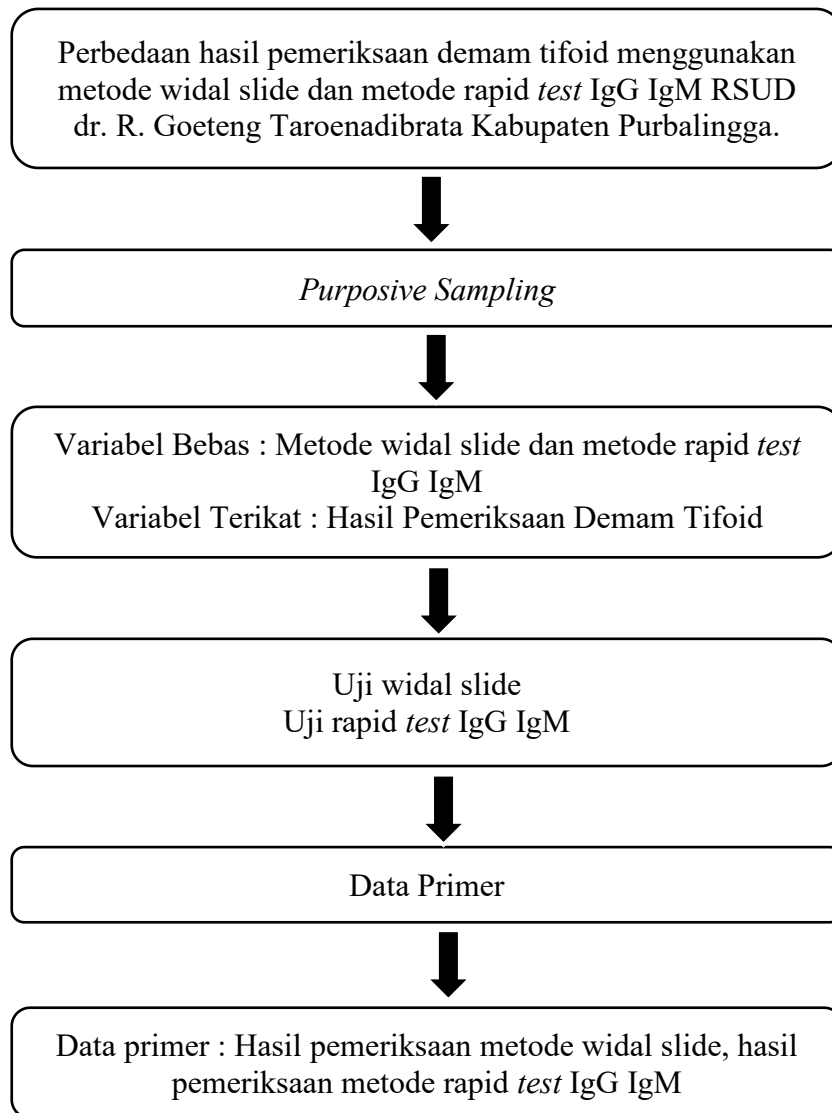 Perbedaan hasil pemeriksaan demam tifoid menggunakan
metode widal slide dan metode rapid test IgG IgM RSUD
dr. R. Goeteng Taroenadibrata Kabupaten Purbalingga.
Purposive Sampling
Variabel Bebas : Metode widal slide dan metode rapid test
IgG IgM
Variabel Terikat : Hasil Pemeriksaan Demam Tifoid
Uji widal slide
Uji rapid test IgG IgM
Data Primer
Data primer : Hasil pemeriksaan metode widal slide, hasil
pemeriksaan metode rapid test IgG IgM